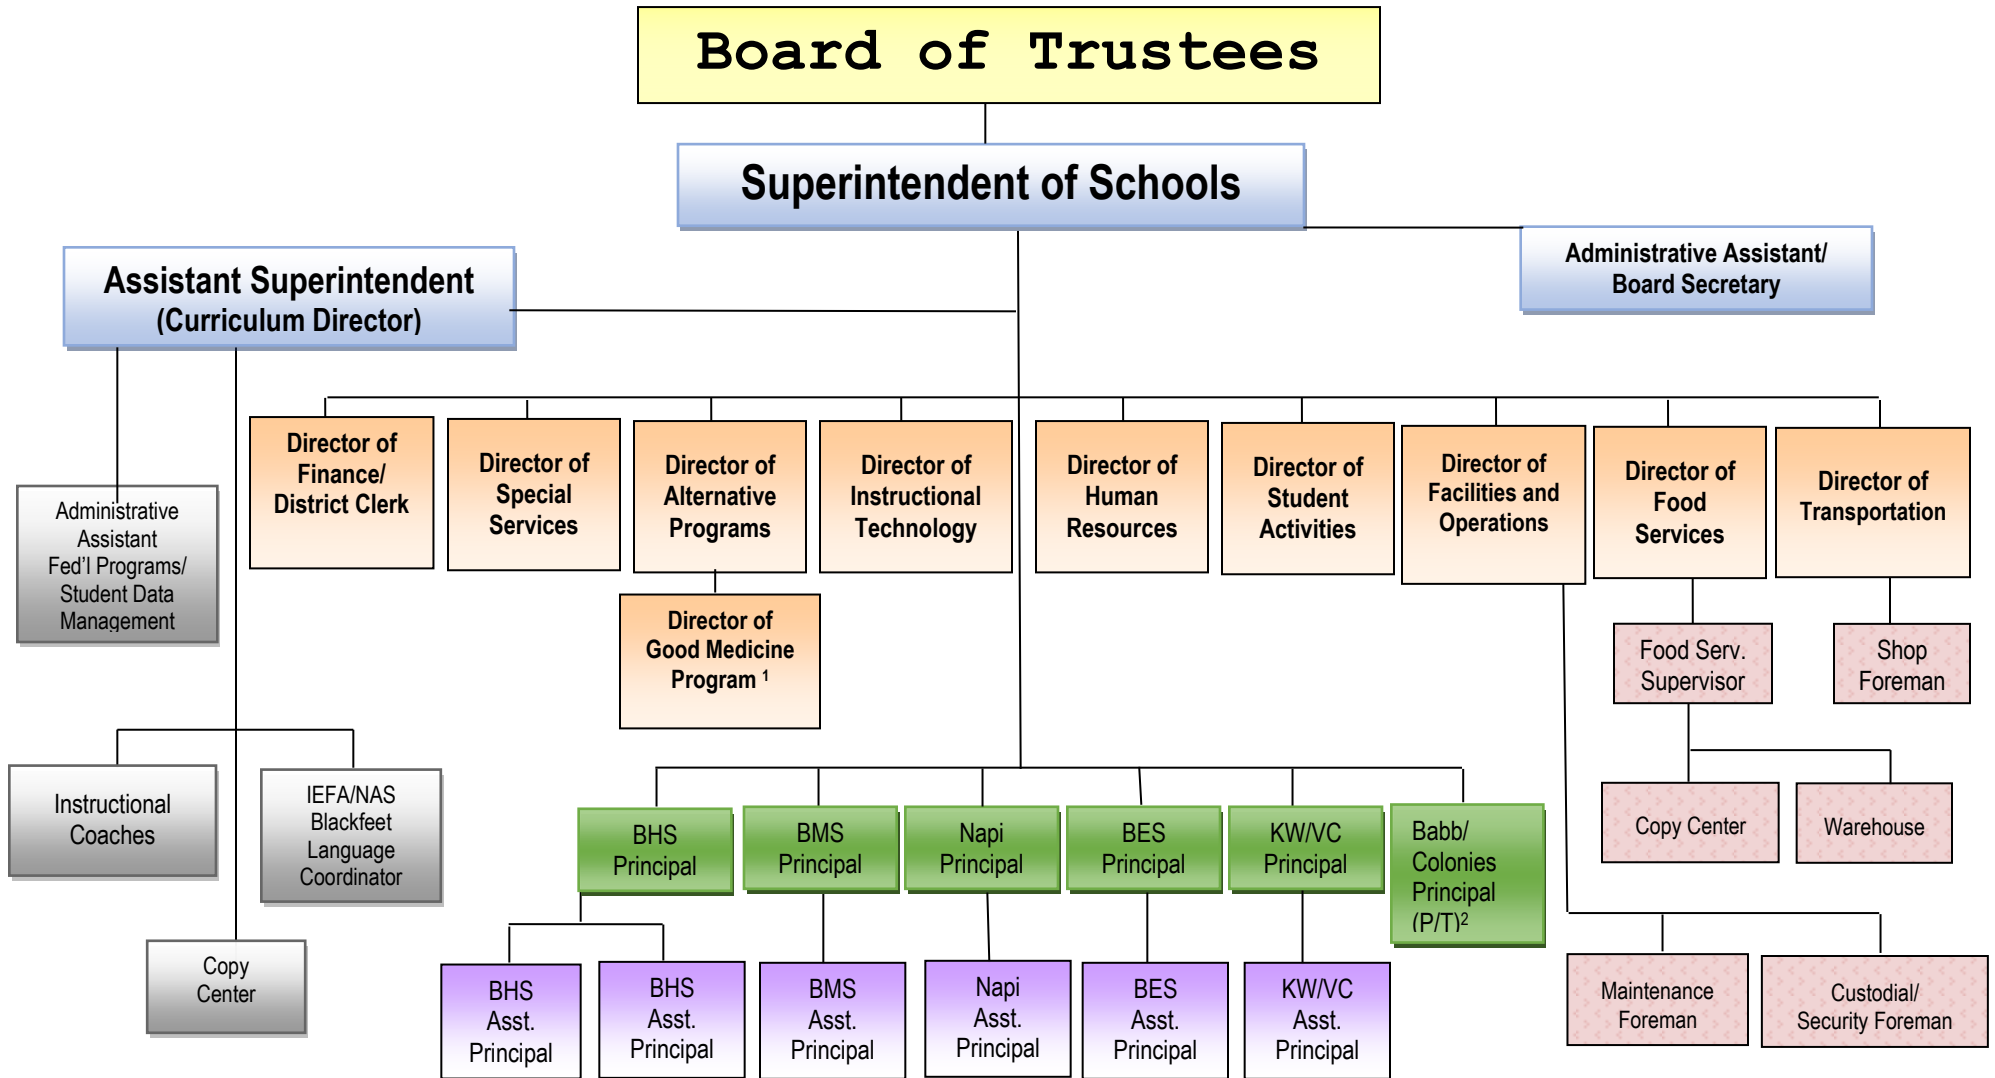 Board of Trustees
Superintendent of Schools
Administrative Assistant/
Board Secretary
Assistant Superintendent
(Curriculum Director)
Director of
Finance/
District Clerk
Director of
Special
Services
Director of
Alternative
Programs
Director of
Instructional
Technology
Director of
Human
Resources
Director of
Student
Activities
Director of
Facilities and
Operations
Director of
Food
Services
Director of
Transportation
Administrative
Assistant
Fed’l Programs/
Student Data
Management
Director of
Good Medicine
Program ¹
Food Serv.
Supervisor
Shop
Foreman
Instructional
Coaches
IEFA/NAS
Blackfeet
Language
Coordinator
Copy Center
Warehouse
BHS
Principal
BMS
Principal
Napi
Principal
BES
Principal
KW/VC
Principal
Babb/
Colonies
Principal
(P/T)²
Copy
Center
BHS
Asst.
Principal
BHS
Asst.
Principal
BMS
Asst.
Principal
Napi
Asst.
Principal
BES
Asst.
Principal
KW/VC
Asst.
Principal
Maintenance
Foreman
Custodial/
Security Foreman